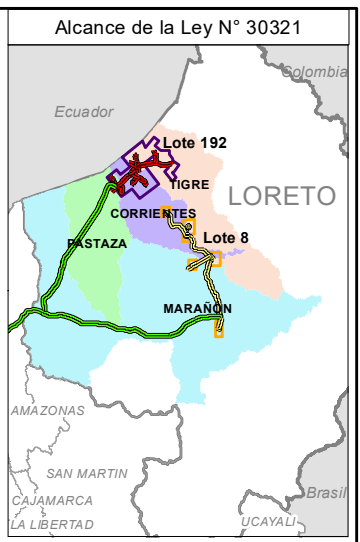 Alcance de la Ley N° 30321
Colombia
Ecuador
Lote 192
TIGRE
LORETO
CORRIENTES
Lote 8
PASTAZA
MARAÑON
AMAZONAS
SAN MARTIN
CAJAMARCA
Brasil
LA LIBERTAD
UCAYALI